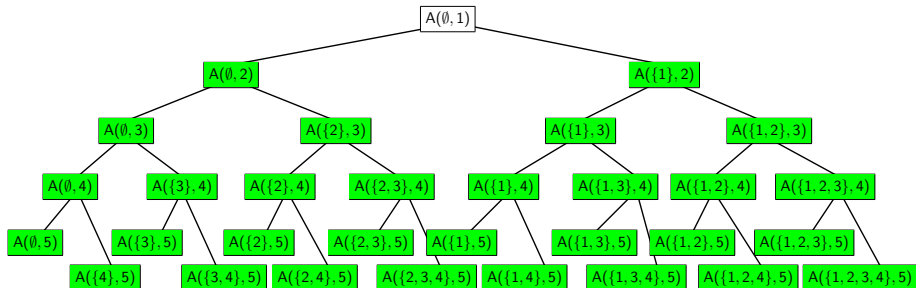 A(∅, 1)
A(∅, 2) A({1}, 2)
A(∅, 3) A({2}, 3) A({1}, 3) A({1, 2}, 3)
A(∅, 4) A({3}, 4) A({2}, 4) A({2, 3}, 4) A({1}, 4) A({1, 3}, 4) A({1, 2}, 4) A({1, 2, 3}, 4)
A(∅, 5) A({3}, 5) A({2}, 5) A({2, 3}, 5) A({1}, 5) A({1, 3}, 5) A({1, 2}, 5) A({1, 2, 3}, 5)
A({4}, 5) A({3, 4}, 5) A({2, 4}, 5) A({2, 3, 4}, 5) A({1, 4}, 5) A({1, 3, 4}, 5) A({1, 2, 4}, 5) A({1, 2, 3, 4}, 5)